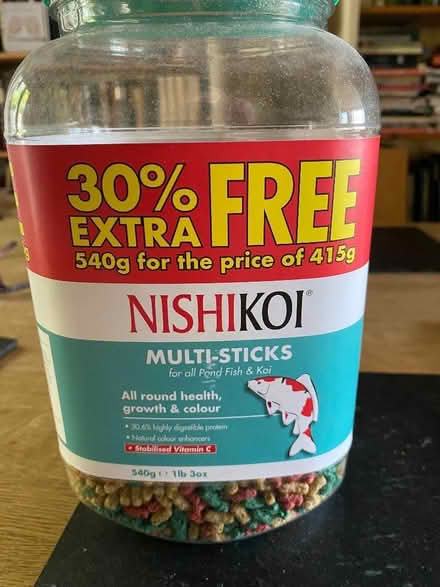 30%
EXTRA FREE
540g for the price of 415g
NISHIKOI®
MULTI-STICKS
for all Pond Fish & Koi
All round health,
growth & colour
• 30.6% highly digestible protein
• Natural colour enhancers
• Stabilised Vitamin C
540g 1lb 3oz